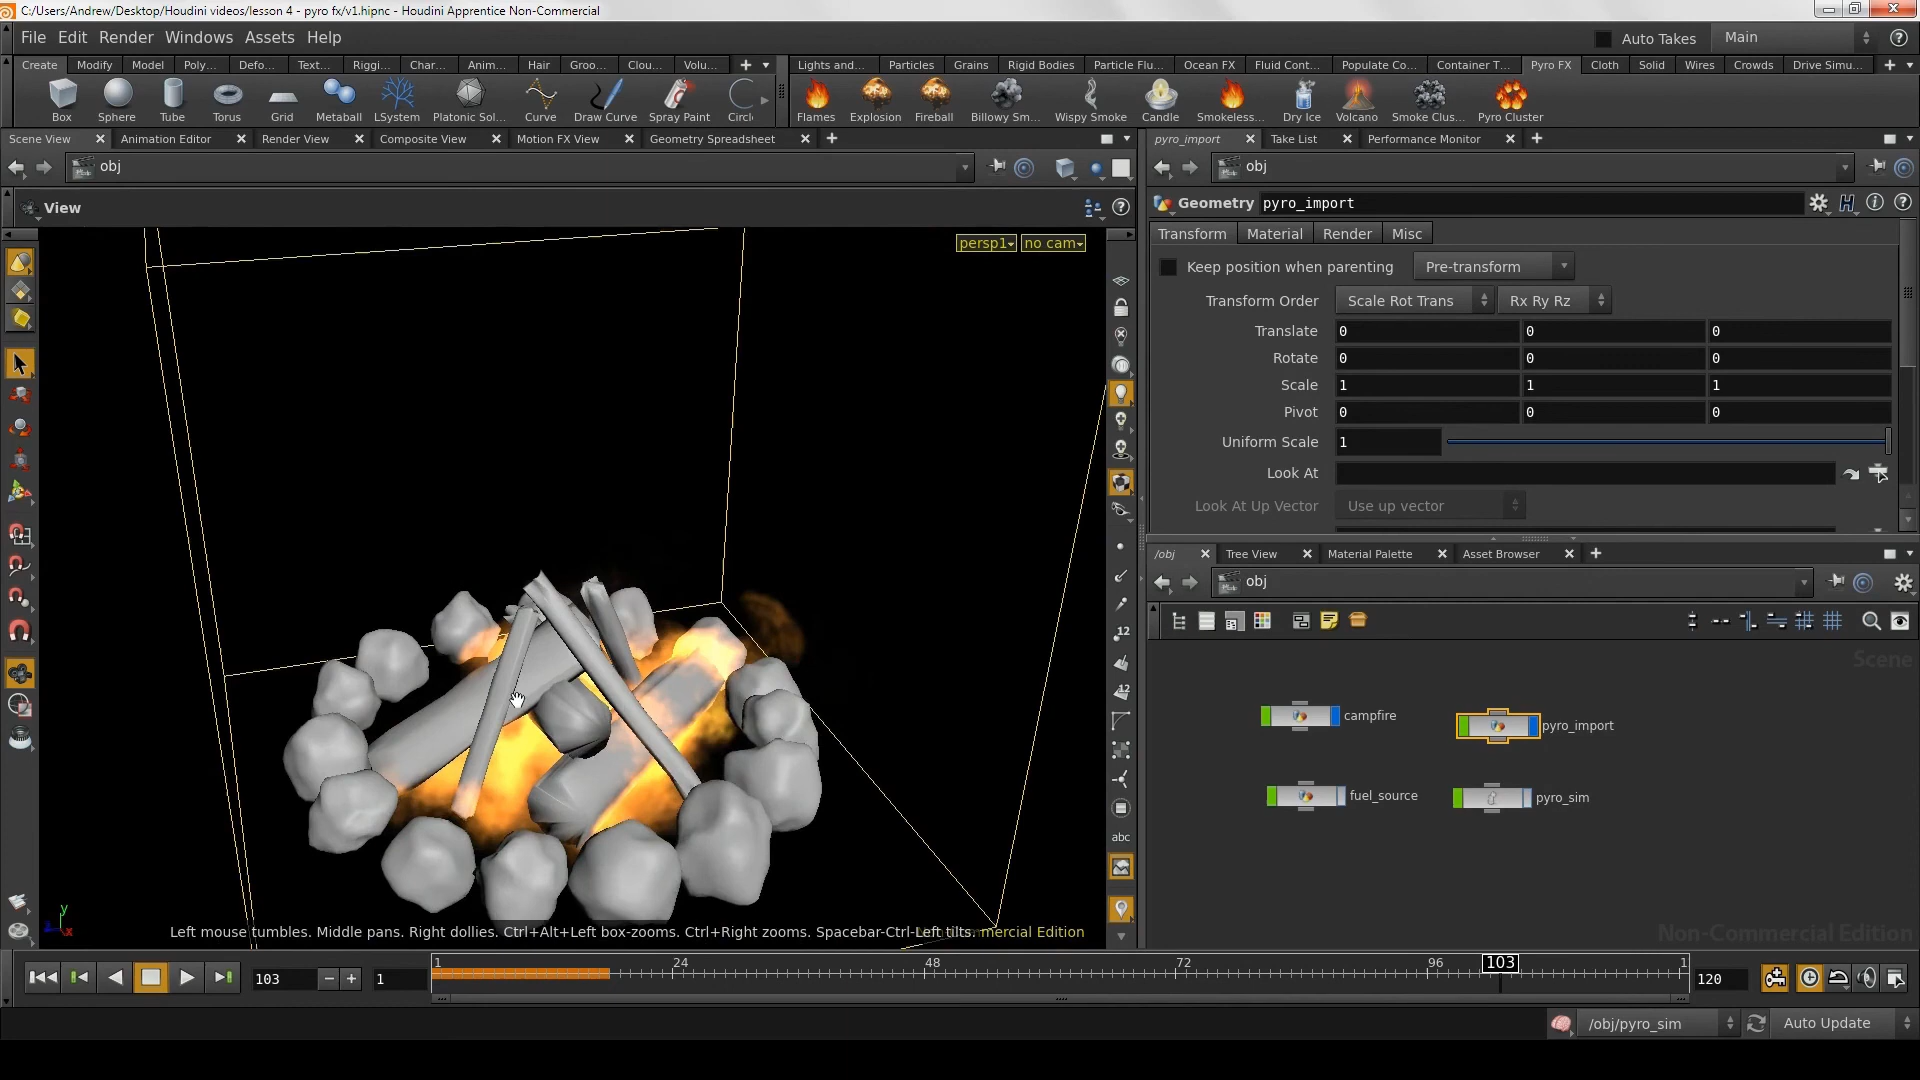 C:/Users/Andrew/Desktop/Houdini videos/lesson 4 - pyro fx/v1.hipnc - Houdini Apprentice Non-Commercial
File Edit Render Windows Assets Help
Auto Takes Main
Create Modify Model Poly... Defo... Text... Riggi... Char... Anim... Hair Groo... Clou... Volu...
Lights and... Particles Grains Rigid Bodies Particle Flu... Ocean FX Fluid Cont... Populate Co... Container T... Pyro FX Cloth Solid Wires Crowds Drive Simu...
Box Sphere Tube Torus Grid Metaball LSystem Platonic Sol... Curve Draw Curve Spray Paint Circl
Flames Explosion Fireball Billowy Sm... Wispy Smoke Candle Smokeless... Dry Ice Volcano Smoke Clus... Pyro Cluster
Scene View Animation Editor Render View Composite View Motion FX View Geometry Spreadsheet
pyro_import Take List Performance Monitor
obj
obj
View
Geometry pyro_import
persp1 no cam
Transform Material Render Misc
Keep position when parenting Pre-transform
Transform Order Scale Rot Trans Rx Ry Rz
Translate 0 0 0
Rotate 0 0 0
Scale 1 1 1
Pivot 0 0 0
Uniform Scale 1
Look At
Look At Up Vector Use up vector
/obj Tree View Material Palette Asset Browser
obj
12
12
abc
Scene
campfire
pyro_import
fuel_source
pyro_sim
Non-Commercial Edition
y
x
Left mouse tumbles. Middle pans. Right dollies. Ctrl+Alt+Left box-zooms. Ctrl+Right zooms. Spacebar-Ctrl-Left tilts.
mercial Edition
103 1
1 24 48 72 96 103 1
120
/obj/pyro_sim Auto Update